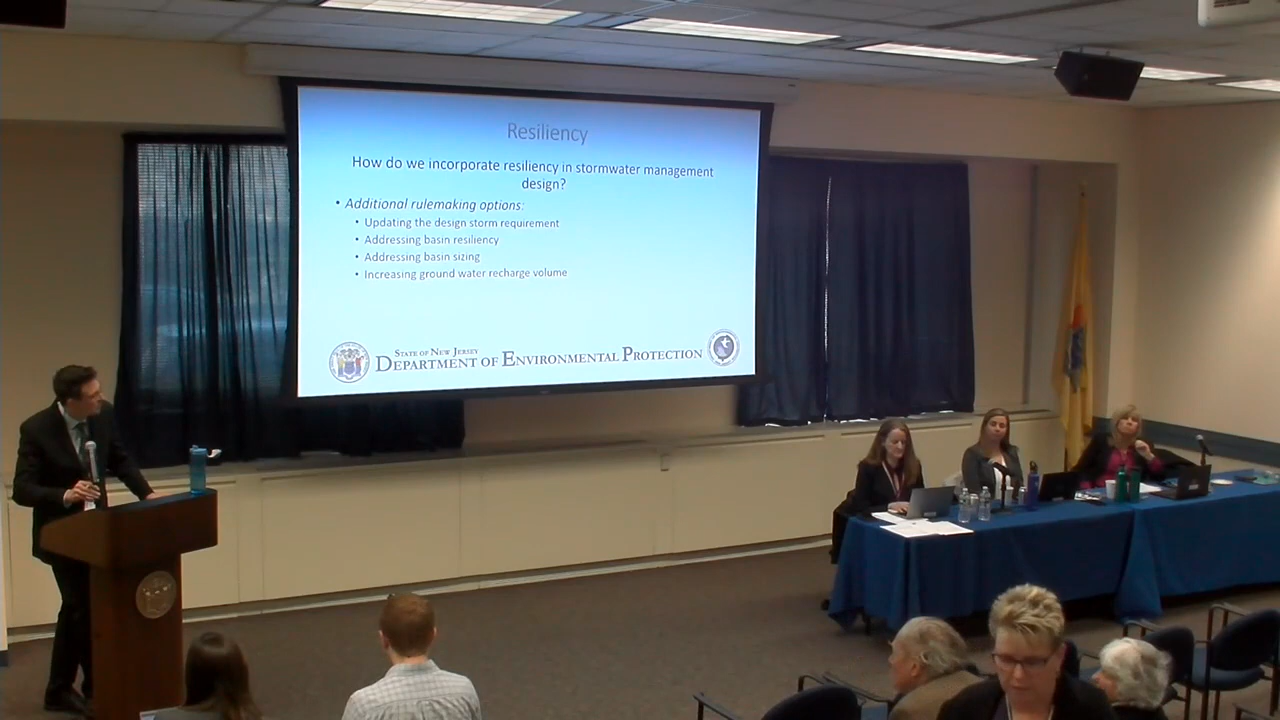 Resiliency
How do we incorporate resiliency in stormwater management
design?
• Additional rulemaking options:
• Updating the design storm requirement
• Addressing basin resiliency
• Addressing basin sizing
• Increasing ground water recharge volume
STATE OF NEW JERSEY
DEPARTMENT OF ENVIRONMENTAL PROTECTION